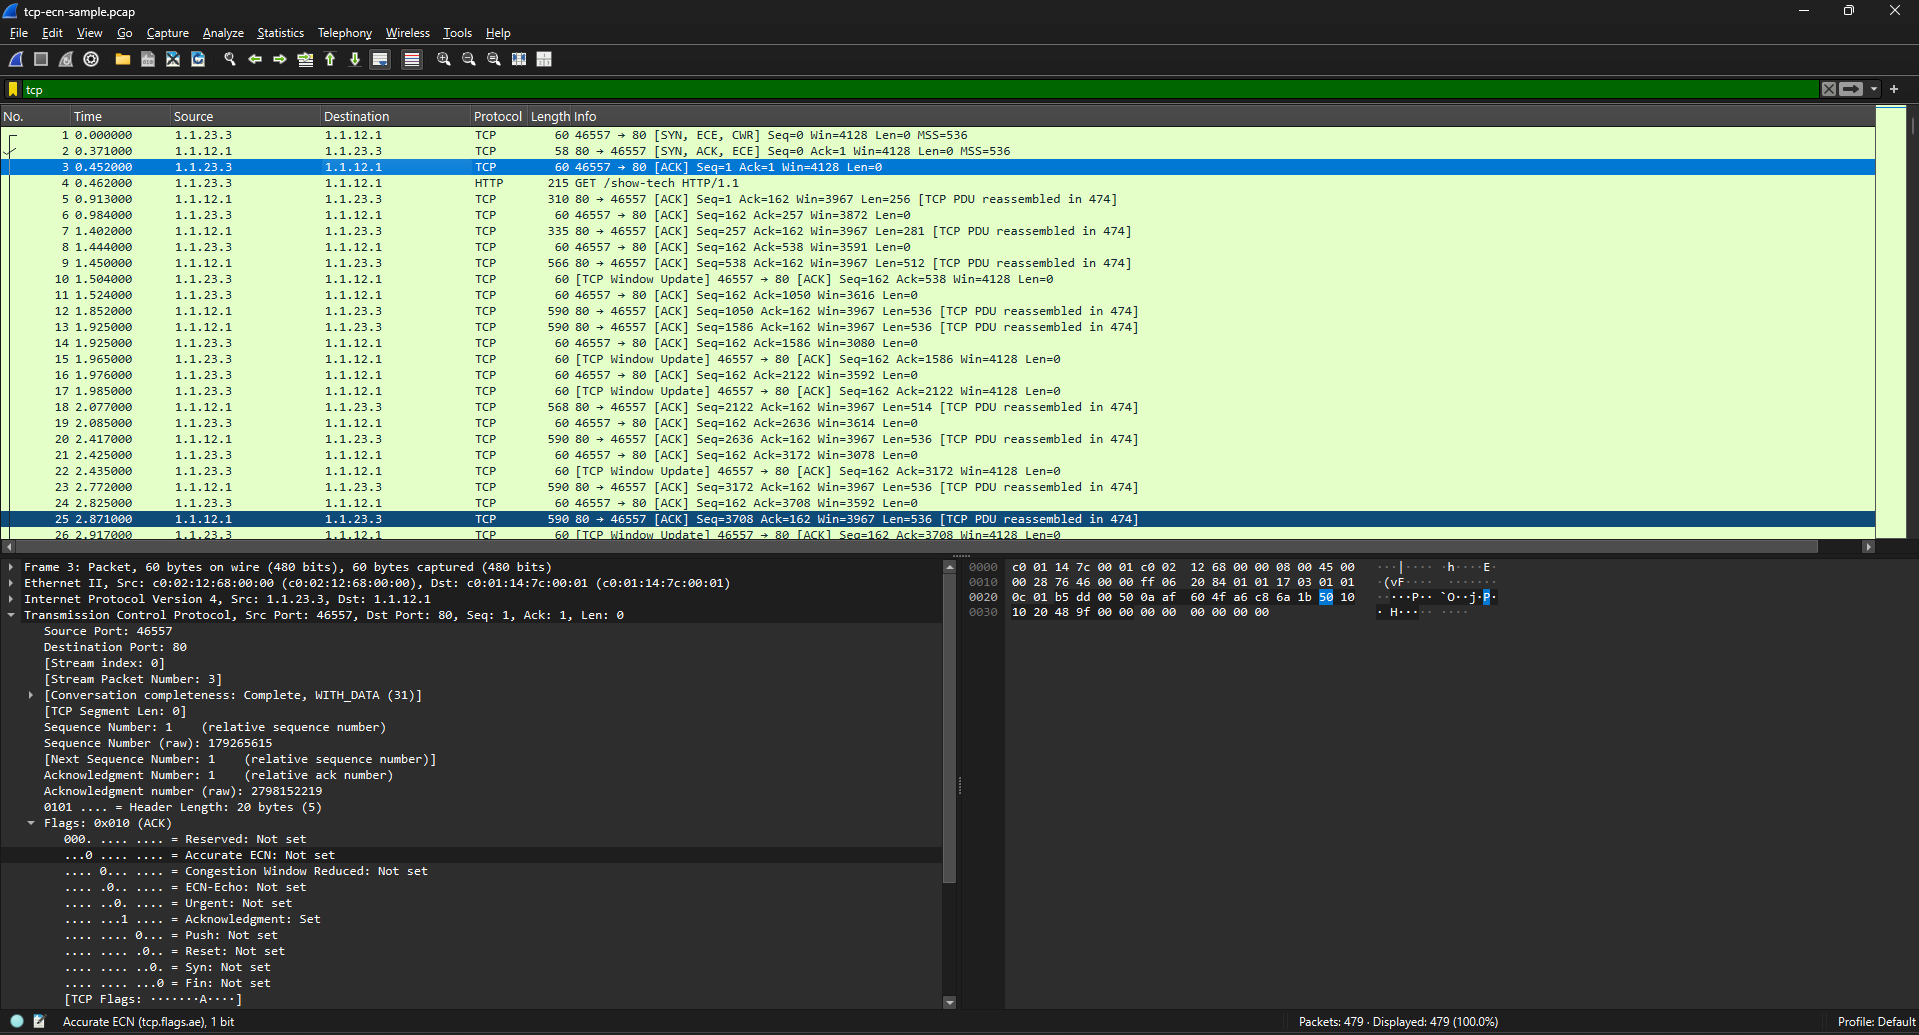 tcp-ecn-sample.pcap
File Edit View Go Capture Analyze Statistics Telephony Wireless Tools Help
tcp
No. Time Source Destination Protocol Length Info
1 0.000000 1.1.23.3 1.1.12.1 TCP 60 46557 → 80 [SYN, ECE, CWR] Seq=0 Win=4128 Len=0 MSS=536
2 0.371000 1.1.12.1 1.1.23.3 TCP 58 80 → 46557 [SYN, ACK, ECE] Seq=0 Ack=1 Win=4128 Len=0 MSS=536
3 0.452000 1.1.23.3 1.1.12.1 TCP 60 46557 → 80 [ACK] Seq=1 Ack=1 Win=4128 Len=0
4 0.462000 1.1.23.3 1.1.12.1 HTTP 215 GET /show-tech HTTP/1.1
5 0.913000 1.1.12.1 1.1.23.3 TCP 310 80 → 46557 [ACK] Seq=1 Ack=162 Win=3967 Len=256 [TCP PDU reassembled in 474]
6 0.984000 1.1.23.3 1.1.12.1 TCP 60 46557 → 80 [ACK] Seq=162 Ack=257 Win=3872 Len=0
7 1.402000 1.1.12.1 1.1.23.3 TCP 335 80 → 46557 [ACK] Seq=257 Ack=162 Win=3967 Len=281 [TCP PDU reassembled in 474]
8 1.444000 1.1.23.3 1.1.12.1 TCP 60 46557 → 80 [ACK] Seq=162 Ack=538 Win=3591 Len=0
9 1.450000 1.1.12.1 1.1.23.3 TCP 566 80 → 46557 [ACK] Seq=538 Ack=162 Win=3967 Len=512 [TCP PDU reassembled in 474]
10 1.504000 1.1.23.3 1.1.12.1 TCP 60 [TCP Window Update] 46557 → 80 [ACK] Seq=162 Ack=538 Win=4128 Len=0
11 1.524000 1.1.23.3 1.1.12.1 TCP 60 46557 → 80 [ACK] Seq=162 Ack=1050 Win=3616 Len=0
12 1.852000 1.1.12.1 1.1.23.3 TCP 590 80 → 46557 [ACK] Seq=1050 Ack=162 Win=3967 Len=536 [TCP PDU reassembled in 474]
13 1.925000 1.1.12.1 1.1.23.3 TCP 590 80 → 46557 [ACK] Seq=1586 Ack=162 Win=3967 Len=536 [TCP PDU reassembled in 474]
14 1.925000 1.1.23.3 1.1.12.1 TCP 60 46557 → 80 [ACK] Seq=162 Ack=1586 Win=3080 Len=0
15 1.965000 1.1.23.3 1.1.12.1 TCP 60 [TCP Window Update] 46557 → 80 [ACK] Seq=162 Ack=1586 Win=4128 Len=0
16 1.976000 1.1.23.3 1.1.12.1 TCP 60 46557 → 80 [ACK] Seq=162 Ack=2122 Win=3592 Len=0
17 1.985000 1.1.23.3 1.1.12.1 TCP 60 [TCP Window Update] 46557 → 80 [ACK] Seq=162 Ack=2122 Win=4128 Len=0
18 2.077000 1.1.12.1 1.1.23.3 TCP 568 80 → 46557 [ACK] Seq=2122 Ack=162 Win=3967 Len=514 [TCP PDU reassembled in 474]
19 2.085000 1.1.23.3 1.1.12.1 TCP 60 46557 → 80 [ACK] Seq=162 Ack=2636 Win=3614 Len=0
20 2.417000 1.1.12.1 1.1.23.3 TCP 590 80 → 46557 [ACK] Seq=2636 Ack=162 Win=3967 Len=536 [TCP PDU reassembled in 474]
21 2.425000 1.1.23.3 1.1.12.1 TCP 60 46557 → 80 [ACK] Seq=162 Ack=3172 Win=3078 Len=0
22 2.435000 1.1.23.3 1.1.12.1 TCP 60 [TCP Window Update] 46557 → 80 [ACK] Seq=162 Ack=3172 Win=4128 Len=0
23 2.772000 1.1.12.1 1.1.23.3 TCP 590 80 → 46557 [ACK] Seq=3172 Ack=162 Win=3967 Len=536 [TCP PDU reassembled in 474]
24 2.825000 1.1.23.3 1.1.12.1 TCP 60 46557 → 80 [ACK] Seq=162 Ack=3708 Win=3592 Len=0
25 2.871000 1.1.12.1 1.1.23.3 TCP 590 80 → 46557 [ACK] Seq=3708 Ack=162 Win=3967 Len=536 [TCP PDU reassembled in 474]
26 2.917000 1.1.23.3 1.1.12.1 TCP 60 [TCP Window Update] 46557 → 80 [ACK] Seq=162 Ack=3708 Win=4128 Len=0
Frame 3: Packet, 60 bytes on wire (480 bits), 60 bytes captured (480 bits)
Ethernet II, Src: c0:02:12:68:00:00 (c0:02:12:68:00:00), Dst: c0:01:14:7c:00:01 (c0:01:14:7c:00:01)
Internet Protocol Version 4, Src: 1.1.23.3, Dst: 1.1.12.1
Transmission Control Protocol, Src Port: 46557, Dst Port: 80, Seq: 1, Ack: 1, Len: 0
Source Port: 46557
Destination Port: 80
[Stream index: 0]
[Stream Packet Number: 3]
[Conversation completeness: Complete, WITH_DATA (31)]
[TCP Segment Len: 0]
Sequence Number: 1 (relative sequence number)
Sequence Number (raw): 179265615
[Next Sequence Number: 1 (relative sequence number)]
Acknowledgment Number: 1 (relative ack number)
Acknowledgment number (raw): 2798152219
0101 .... = Header Length: 20 bytes (5)
Flags: 0x010 (ACK)
000. .... .... = Reserved: Not set
...0 .... .... = Accurate ECN: Not set
.... 0... .... = Congestion Window Reduced: Not set
.... .0.. .... = ECN-Echo: Not set
.... ..0. .... = Urgent: Not set
.... ...1 .... = Acknowledgment: Set
.... .... 0... = Push: Not set
.... .... .0.. = Reset: Not set
.... .... ..0. = Syn: Not set
.... .... ...0 = Fin: Not set
[TCP Flags: ·······A····]
0000 c0 01 14 7c 00 01 c0 02 12 68 00 00 08 00 45 00 ···|···· ·h····E·
0010 00 28 76 46 00 00 ff 06 20 84 01 01 17 03 01 01 ·(vF···· ·······
0020 0c 01 b5 dd 00 50 0a af 60 4f a6 c8 6a 1b 50 10 ·····P·· `O··j·P·
0030 10 20 48 9f 00 00 00 00 00 00 00 00 · H····· ····
Accurate ECN (tcp.flags.ae), 1 bit
Packets: 479 · Displayed: 479 (100.0%)
Profile: Default